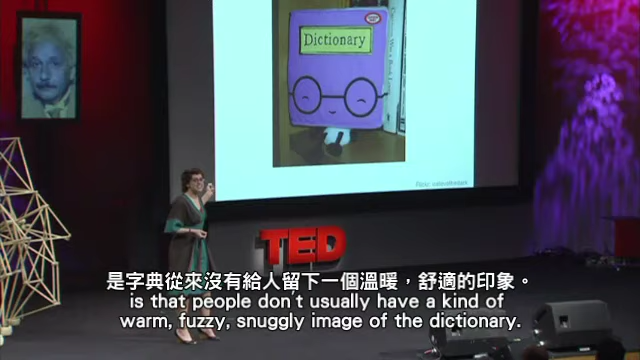 Dictionary
TED
是字典從來沒有給人留下一個溫暖，舒適的印象。
is that people don't usually have a kind of
warm, fuzzy, snuggly image of the dictionary.